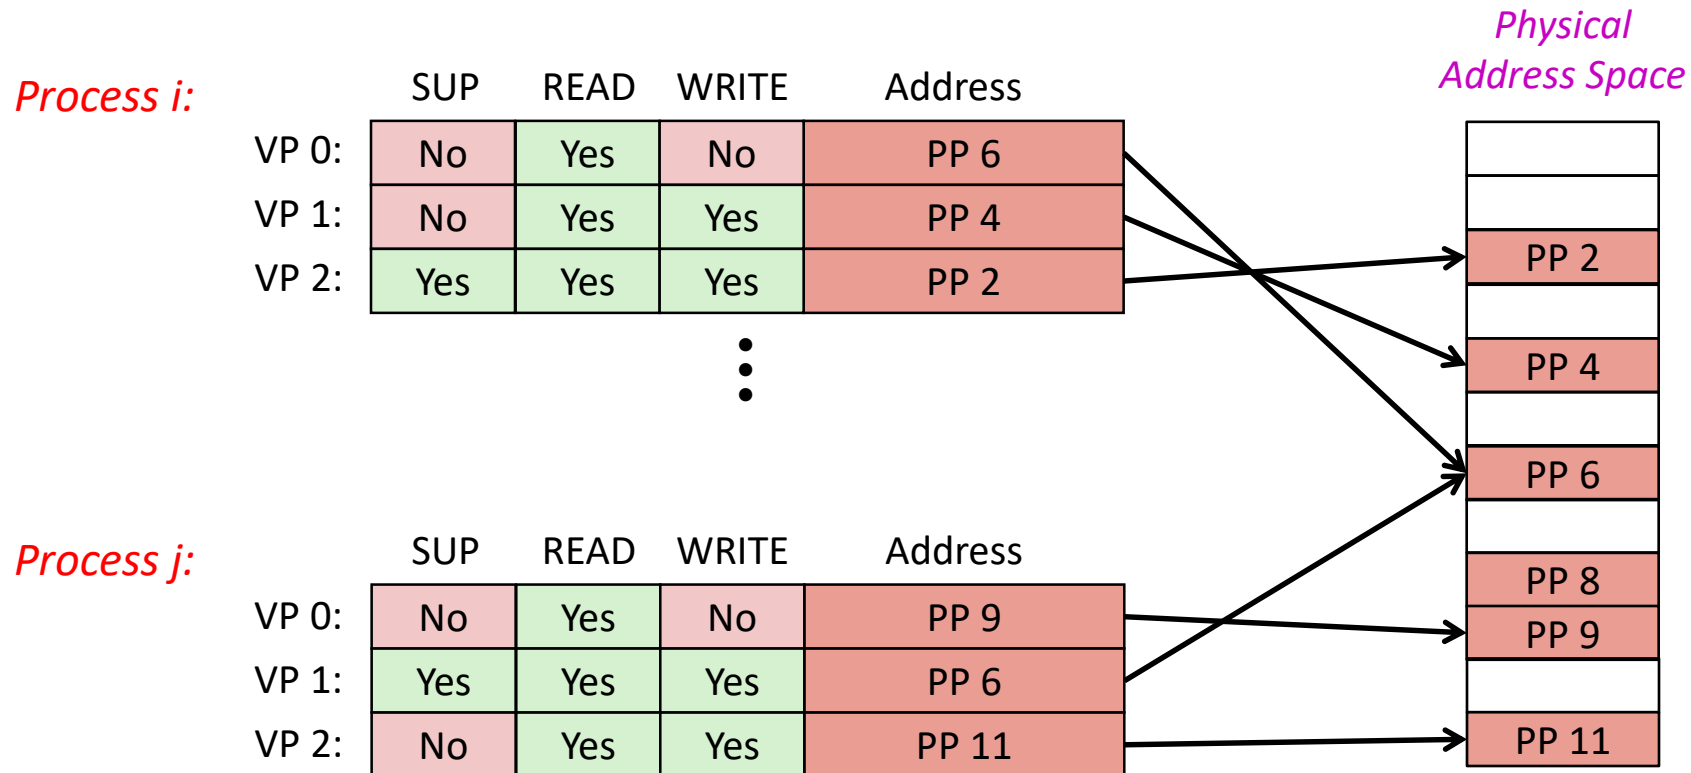 Physical
Address Space
Process i:
SUP READ WRITE Address
VP 0: No Yes No PP 6
VP 1: No Yes Yes PP 4
VP 2: Yes Yes Yes PP 2
PP 2
PP 4
PP 6
PP 8
PP 9
PP 11
Process j:
SUP READ WRITE Address
VP 0: No Yes No PP 9
VP 1: Yes Yes Yes PP 6
VP 2: No Yes Yes PP 11